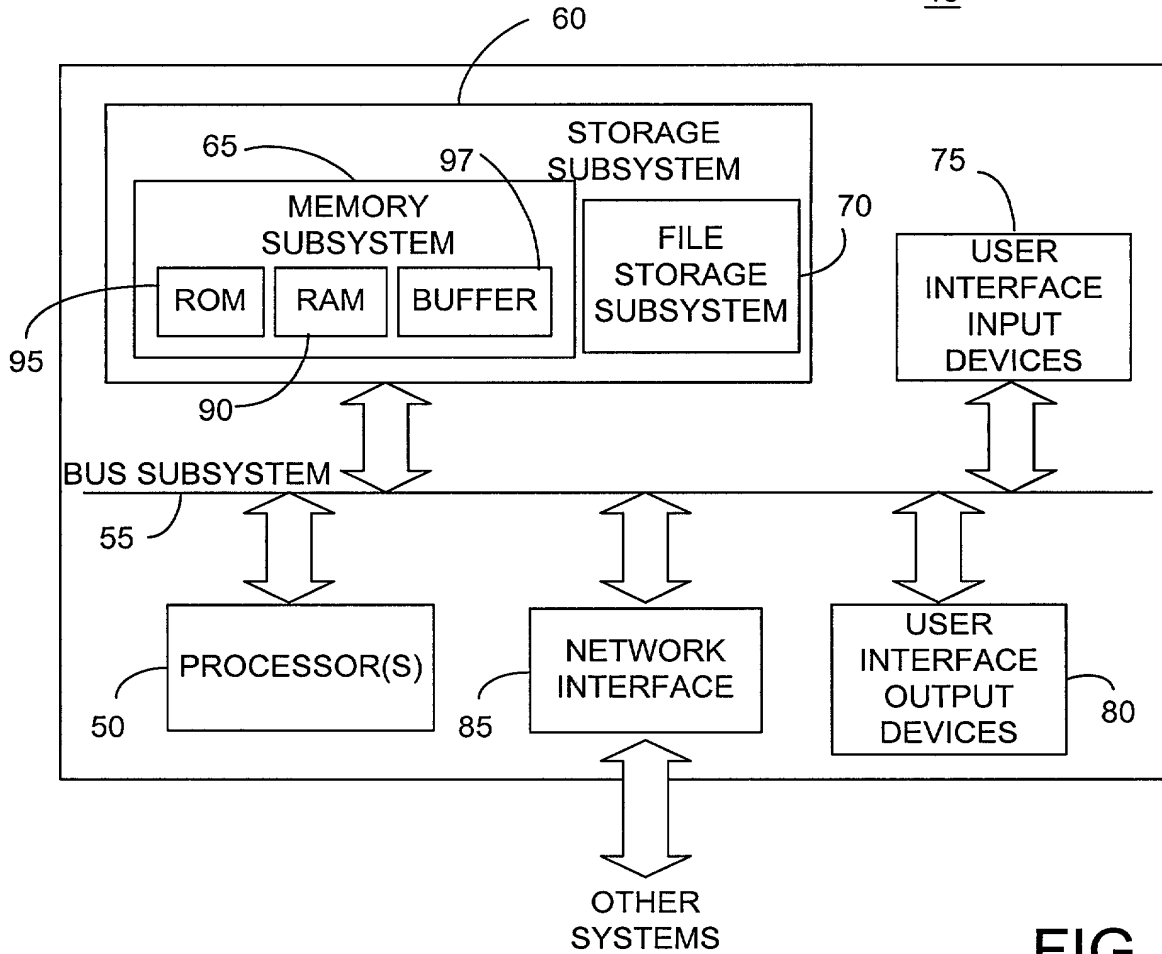 60
STORAGE
SUBSYSTEM
65
97
MEMORY
SUBSYSTEM
ROM
RAM
BUFFER
FILE
STORAGE
SUBSYSTEM
70
75
USER
INTERFACE
INPUT
DEVICES
95
90
BUS SUBSYSTEM
55
PROCESSOR(S)
50
NETWORK
INTERFACE
85
USER
INTERFACE
OUTPUT
DEVICES
80
OTHER
SYSTEMS
FIG